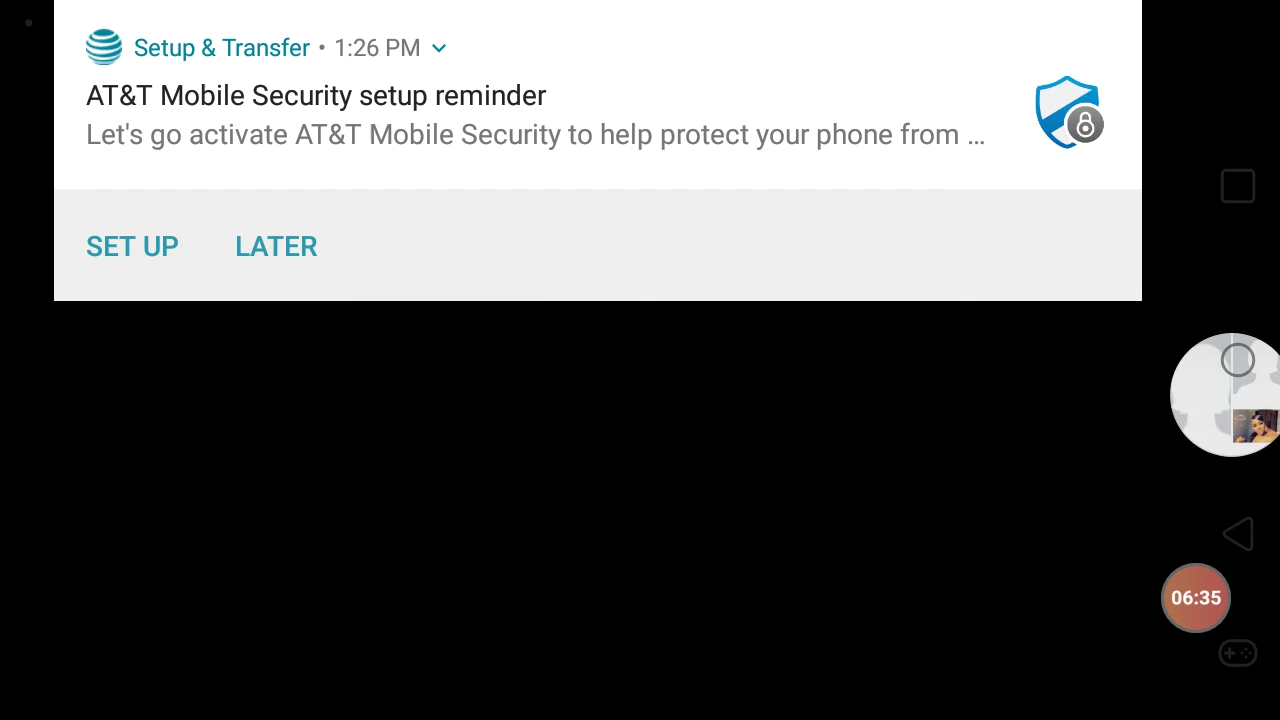 Setup & Transfer • 1:26 PM
AT&T Mobile Security setup reminder
Let's go activate AT&T Mobile Security to help protect your phone from ...
SET UP LATER
06:35